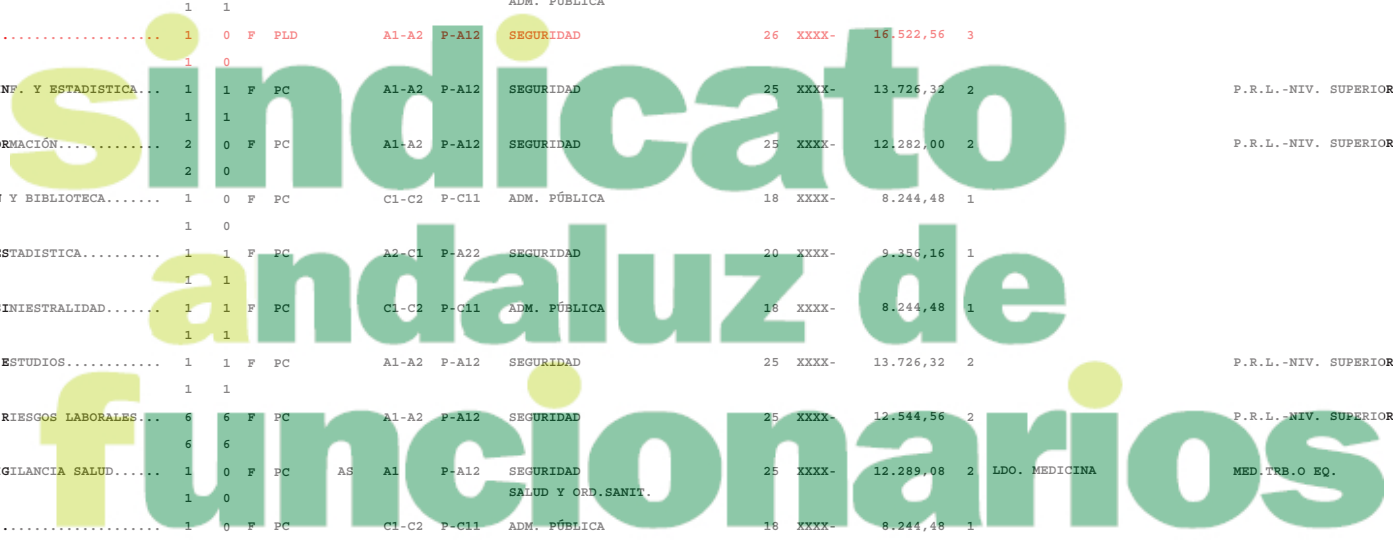 ADM. PÚBLICA
1 1
.................... 1 0 F PLD A1-A2 P-A12 SEGURIDAD 26 XXXX- 16.522,56 3
1 0
NF. Y ESTADISTICA... 1 1 F PC A1-A2 P-A12 SEGURIDAD 25 XXXX- 13.726,32 2 P.R.L.-NIV. SUPERIOR
1 1
sindicato
RMACIÓN............. 2 0 F PC A1-A2 P-A12 SEGURIDAD 25 XXXX- 12.282,00 2 P.R.L.-NIV. SUPERIOR
2 0
Y BIBLIOTECA....... 1 0 F PC C1-C2 P-C11 ADM. PÚBLICA 18 XXXX- 8.244,48 1
1 0
STADISTICA.......... 1 1 F PC A2-C1 P-A22 SEGURIDAD 20 XXXX- 9.356,16 1
1 1
andaluz de
INIESTRALIDAD....... 1 1 F PC C1-C2 P-C11 ADM. PÚBLICA 18 XXXX- 8.244,48 1
1 1
ESTUDIOS............ 1 1 F PC A1-A2 P-A12 SEGURIDAD 25 XXXX- 13.726,32 2 P.R.L.-NIV. SUPERIOR
1 1
RIESGOS LABORALES... 6 6 F PC A1-A2 P-A12 SEGURIDAD 25 XXXX- 12.544,56 2 P.R.L.-NIV. SUPERIOR
6 6
funcionarios
GILANCIA SALUD...... 1 0 F PC AS A1 P-A12 SEGURIDAD 25 XXXX- 12.289,08 2 LDO. MEDICINA MED.TRB.O EQ.
SALUD Y ORD.SANIT.
1 0
.................... 1 0 F PC C1-C2 P-C11 ADM. PÚBLICA 18 XXXX- 8.244,48 1